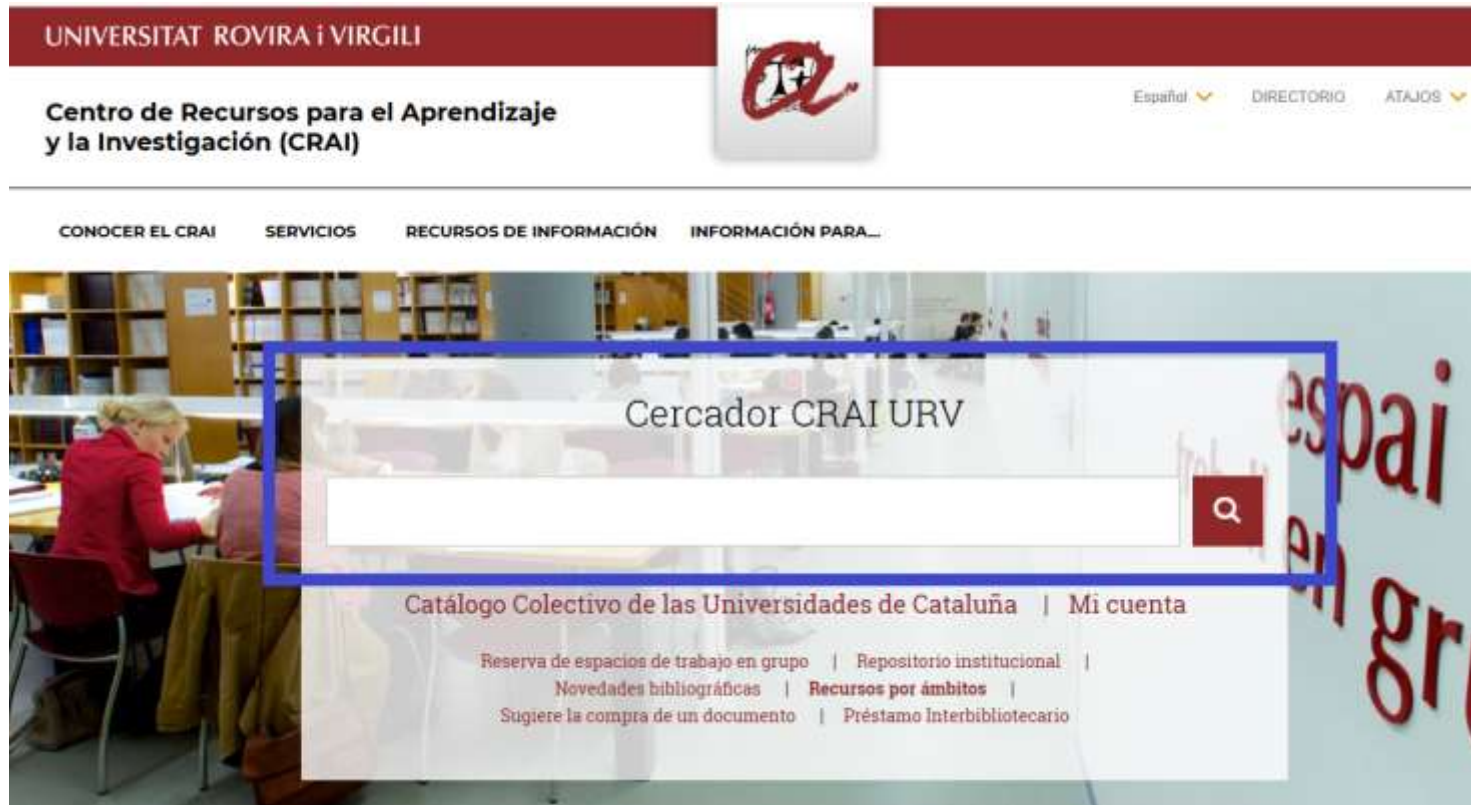 UNIVERSITAT ROVIRA i VIRGILI
Centro de Recursos para el Aprendizaje
y la Investigación (CRAI)
Español DIRECTORIO ATAJOS
CONOCER EL CRAI SERVICIOS RECURSOS DE INFORMACIÓN INFORMACIÓN PARA...
Cercador CRAI URV
espai
en gru
Catálogo Colectivo de las Universidades de Cataluña | Mi cuenta
Reserva de espacios de trabajo en grupo | Repositorio institucional |
Novedades bibliográficas | Recursos por ámbitos |
Sugiere la compra de un documento | Préstamo Interbibliotecario